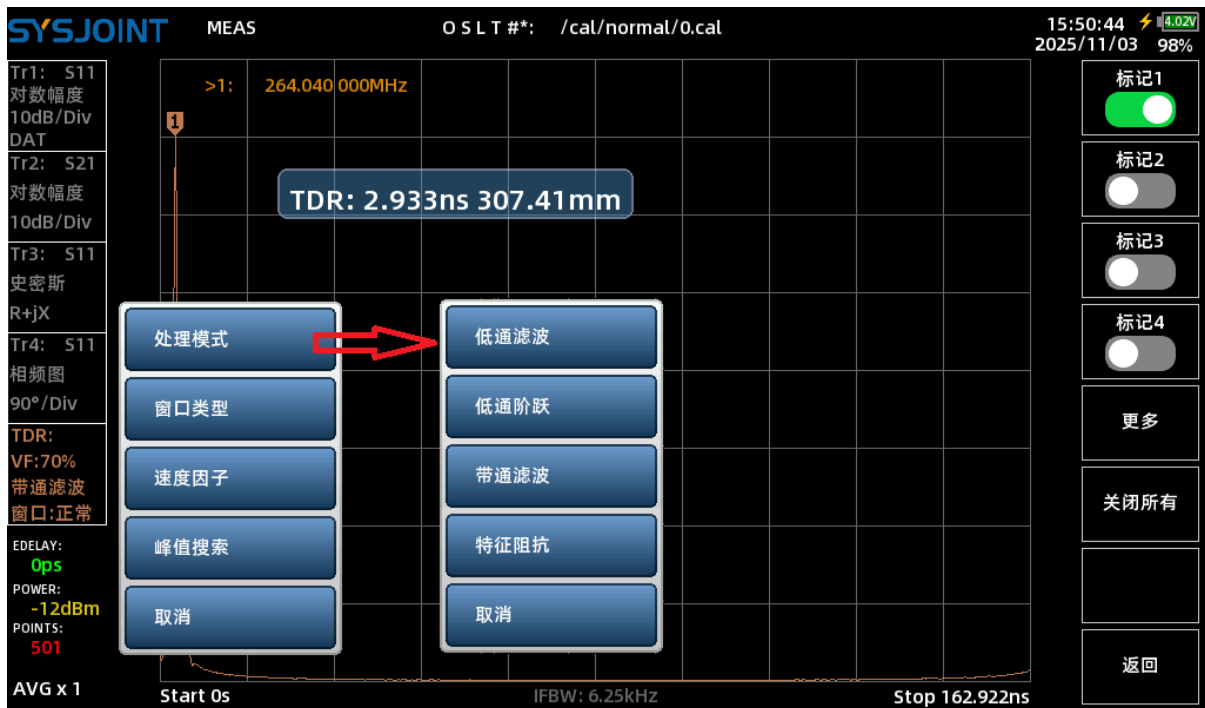 SYSJOINT MEAS O S L T #*: /cal/normal/0.cal 15:50:44 4.02V
2025/11/03 98%
Tr1: S11
对数幅度
10dB/Div
DAT
Tr2: S21
对数幅度
10dB/Div
Tr3: S11
史密斯
R+jX
Tr4: S11
相频图
90°/Div
TDR:
VF:70%
带通滤波
窗口:正常
EDELAY:
0ps
POWER:
-12dBm
POINTS:
501
AVG x 1
>1: 264.040 000MHz
1
TDR: 2.933ns 307.41mm
处理模式
窗口类型
速度因子
峰值搜索
取消
低通滤波
低通阶跃
带通滤波
特征阻抗
取消
Start 0s IFBW: 6.25kHz Stop 162.922ns
标记1
标记2
标记3
标记4
更多
关闭所有
返回